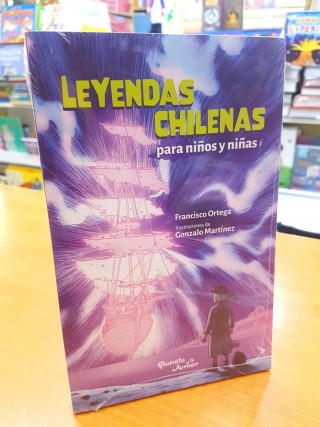 LEYENDAS
CHILENAS
para niños y niñas
Francisco Ortega
Ilustraciones de
Gonzalo Martínez
Planeta
Junior